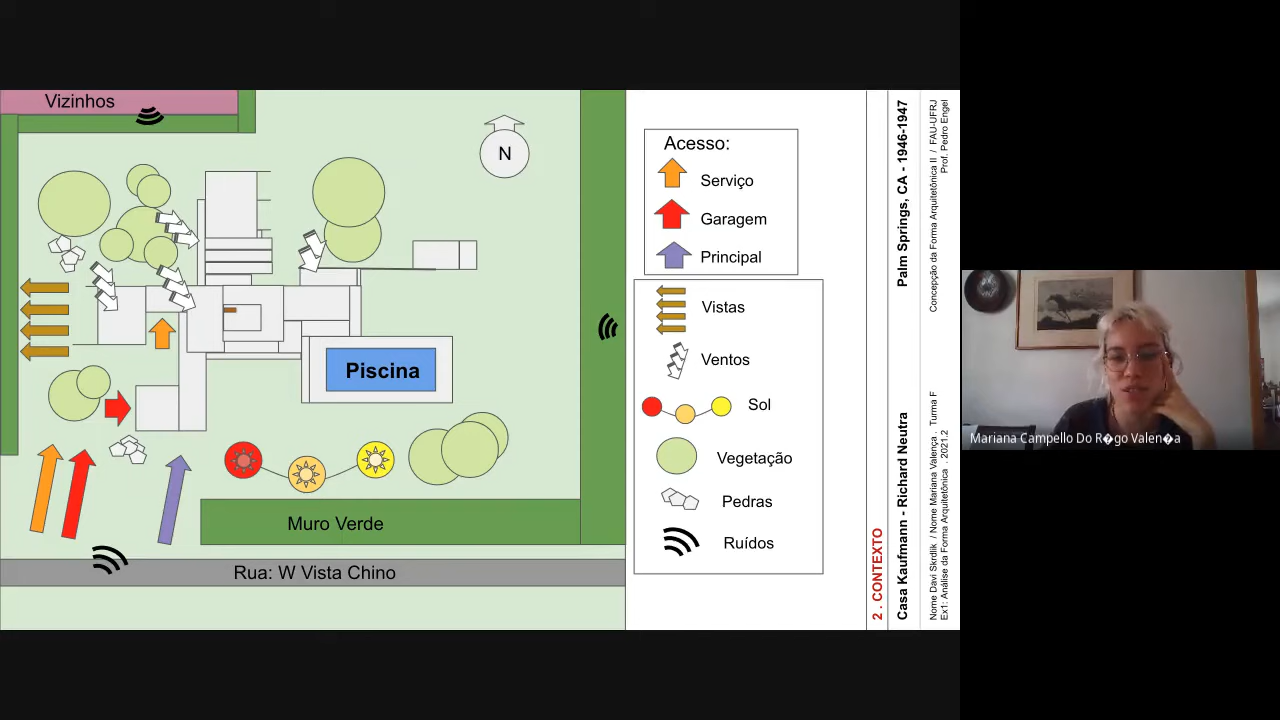 Vizinhos
N
Piscina
Muro Verde
Rua: W Vista Chino
Acesso:
Serviço
Garagem
Principal
Vistas
Ventos
Sol
Vegetação
Pedras
Ruídos
2 . CONTEXTO
Casa Kaufmann - Richard Neutra
Palm Springs, CA - 1946-1947
Nome Davi Skrdlik / Nome Mariana Valença . Turma F
Ex1: Análise da Forma Arquitetônica . 2021.2
Concepção da Forma Arquitetônica II / FAU-UFRJ
Prof. Pedro Engel
Mariana Campello Do R�go Valen�a